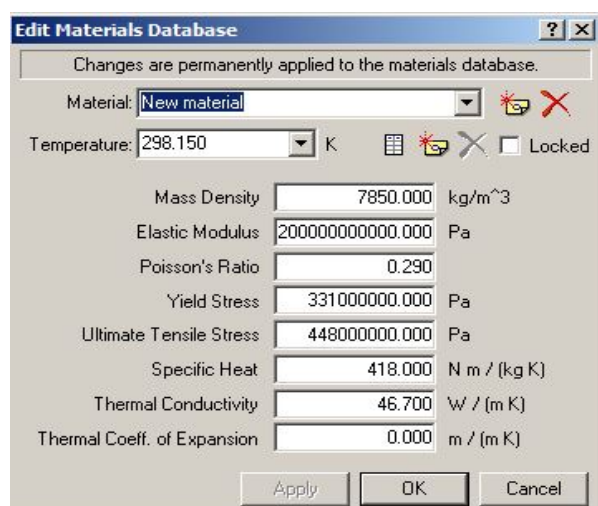 Edit Materials Database ? ×
Changes are permanently applied to the materials database.
Material: New material
Temperature: 298.150 K Locked
Mass Density 7850.000 kg/m^3
Elastic Modulus 200000000000.000 Pa
Poisson's Ratio 0.290
Yield Stress 331000000.000 Pa
Ultimate Tensile Stress 448000000.000 Pa
Specific Heat 418.000 N m / (kg K)
Thermal Conductivity 46.700 W / (m K)
Thermal Coeff. of Expansion 0.000 m / (m K)
Apply OK Cancel